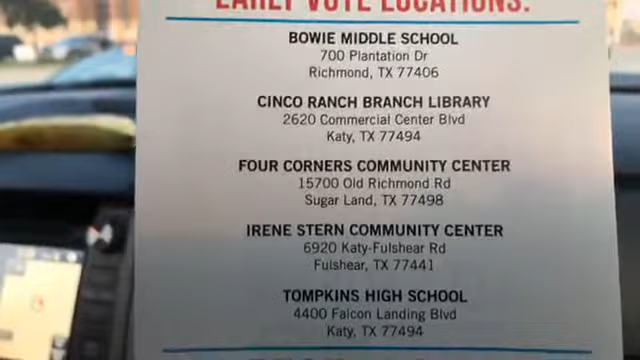 EARLY VOTE LOCATIONS:
BOWIE MIDDLE SCHOOL
700 Plantation Dr
Richmond, TX 77406
CINCO RANCH BRANCH LIBRARY
2620 Commercial Center Blvd
Katy, TX 77494
FOUR CORNERS COMMUNITY CENTER
15700 Old Richmond Rd
Sugar Land, TX 77498
IRENE STERN COMMUNITY CENTER
6920 Katy-Fulshear Rd
Fulshear, TX 77441
TOMPKINS HIGH SCHOOL
4400 Falcon Landing Blvd
Katy, TX 77494